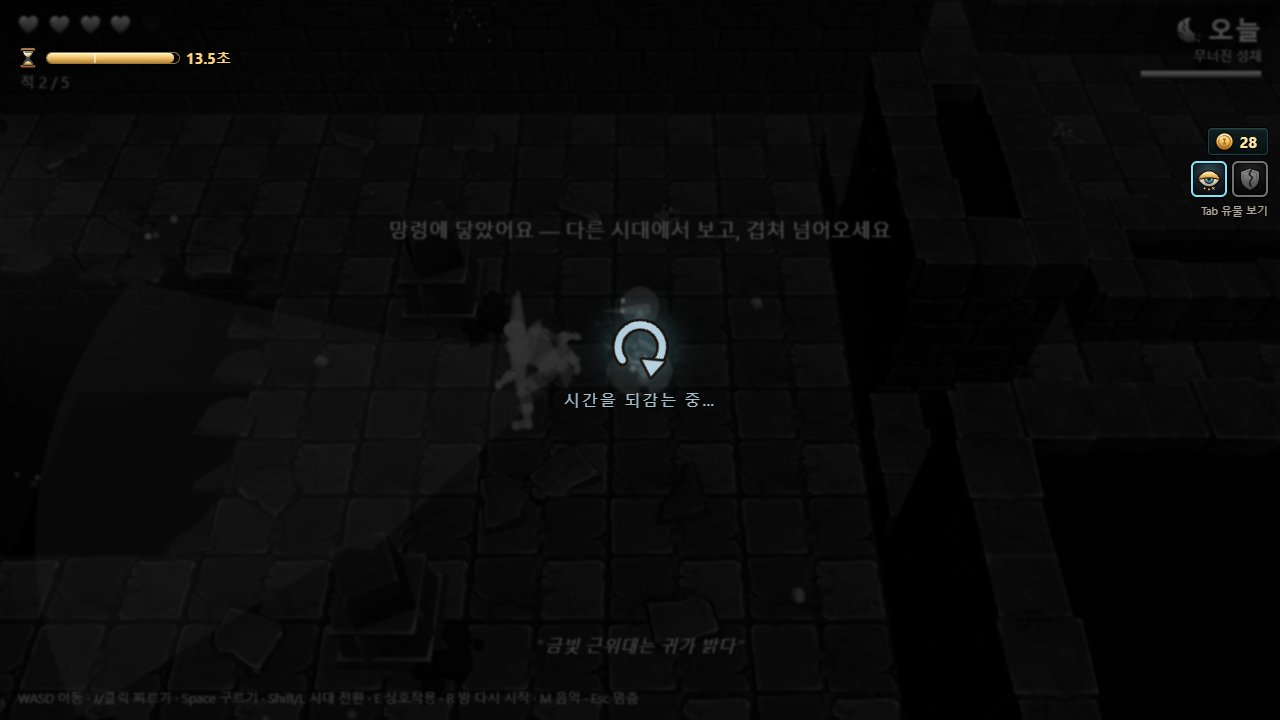 오늘
무너진 성채
13.5초
적 2 / 5
28
Tab 유물 보기
망령에 닿았어요 — 다른 시대에서 보고, 겹쳐 넘어오세요
시간을 되감는 중...
"금빛 근위대는 귀가 밝다"
WASD 이동 · J/클릭 찌르기 · Space 구르기 · Shift/L 시대 전환 · E 상호작용 · R 방 다시 시작 · M 음악 · Esc 멈춤